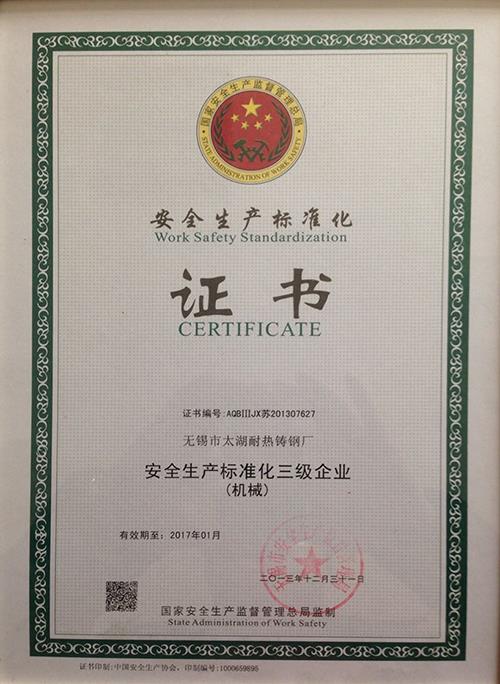 国家安全生产监督管理总局
STATE ADMINISTRATION OF WORK SAFETY
安全生产标准化
Work Safety Standardization
证书
CERTIFICATE
证书编号:AQBⅢJX苏201307627
无锡市太湖耐热铸钢厂
安全生产标准化三级企业
(机械)
有效期至:2017年01月
二〇一三年十二月三十一日
国家安全生产监督管理总局监制
State Administration of Work Safety
证书印制:中国安全生产协会，印制编号:1000659895